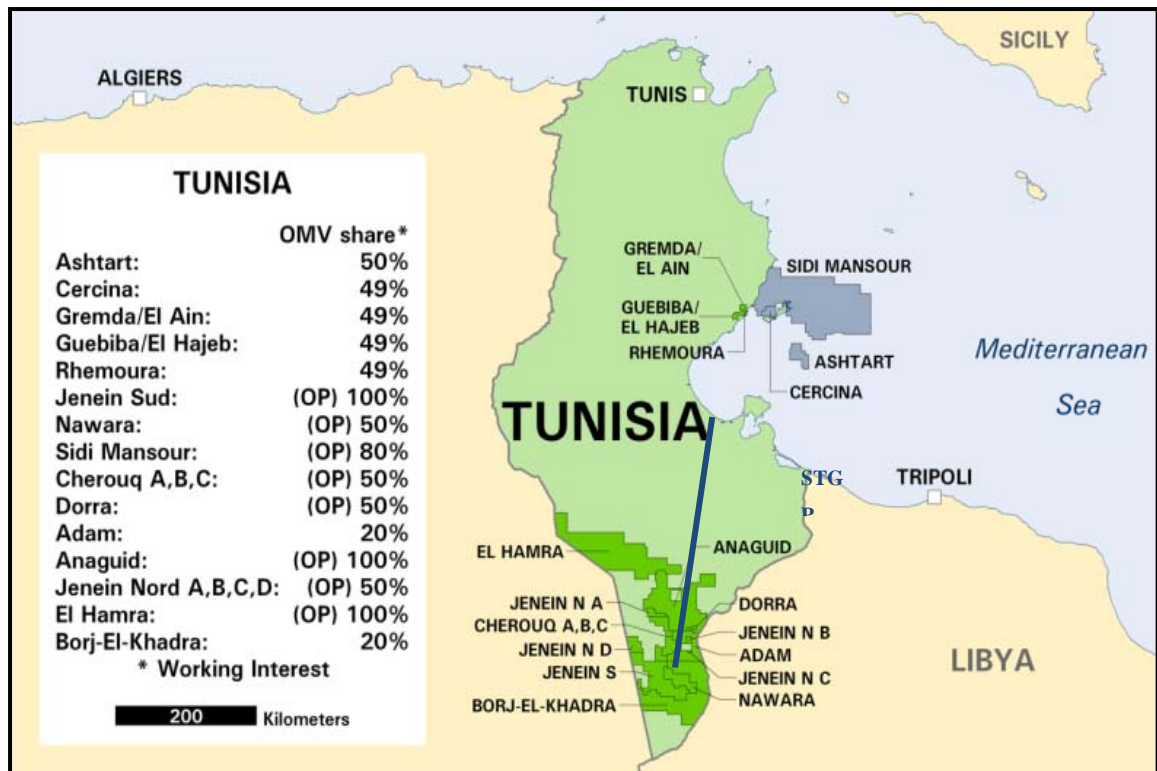 SICILY
ALGIERS
TUNIS
TUNISIA
OMV share*
Ashtart: 50%
Cercina: 49%
Gremda/El Ain: 49%
Guebiba/El Hajeb: 49%
Rhemoura: 49%
Jenein Sud: (OP) 100%
Nawara: (OP) 50%
Sidi Mansour: (OP) 80%
Cherouq A,B,C: (OP) 50%
Dorra: (OP) 50%
Adam: 20%
Anaguid: (OP) 100%
Jenein Nord A,B,C,D: (OP) 50%
El Hamra: (OP) 100%
Borj-El-Khadra: 20%
* Working Interest
200 Kilometers
GREMDA/
EL AIN
SIDI MANSOUR
GUEBIBA/
EL HAJEB
RHEMOURA
ASHTART
CERCINA
Mediterranean
Sea
TUNISIA
STG
P
TRIPOLI
EL HAMRA
ANAGUID
JENEIN N A
DORRA
CHEROUQ A,B,C
JENEIN N B
JENEIN N D
ADAM
JENEIN S
JENEIN N C
NAWARA
BORJ-EL-KHADRA
LIBYA